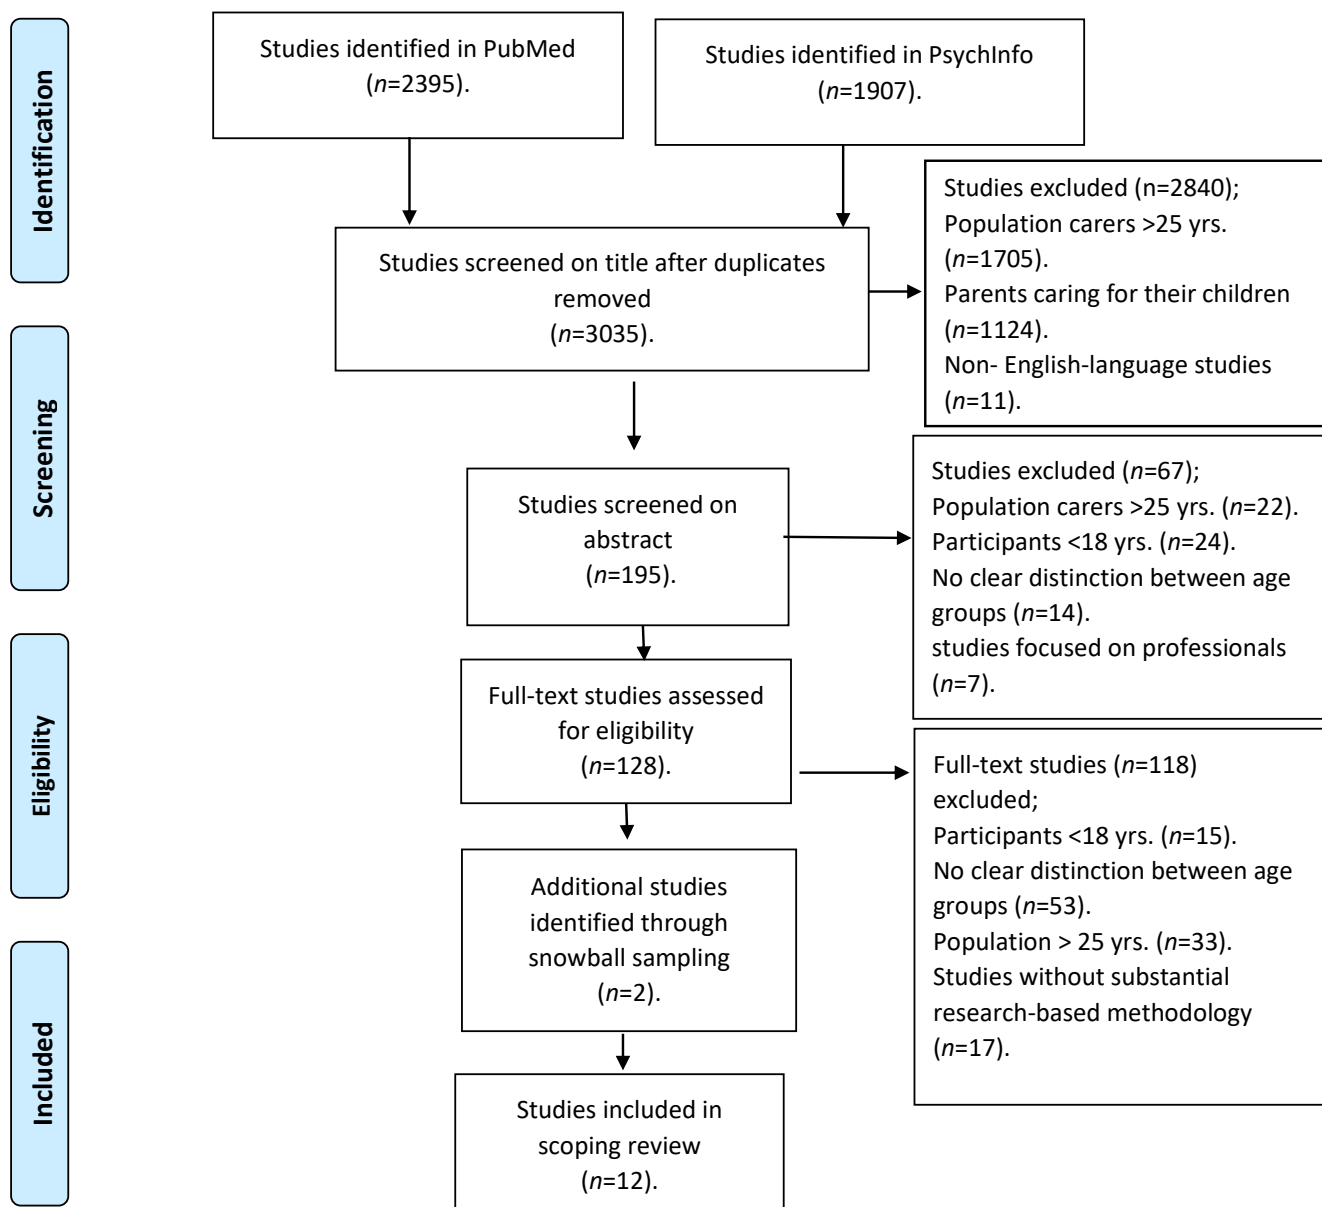 Identification
Studies identified in PubMed
(n=2395).
Studies identified in PsychInfo
(n=1907).
Studies screened on title after duplicates
removed
(n=3035).
Studies excluded (n=2840);
Population carers >25 yrs.
(n=1705).
Parents caring for their children
(n=1124).
Non- English-language studies
(n=11).
Screening
Studies screened on
abstract
(n=195).
Studies excluded (n=67);
Population carers >25 yrs. (n=22).
Participants <18 yrs. (n=24).
No clear distinction between age
groups (n=14).
studies focused on professionals
(n=7).
Eligibility
Full-text studies assessed
for eligibility
(n=128).
Full-text studies (n=118)
excluded;
Participants <18 yrs. (n=15).
No clear distinction between age
groups (n=53).
Population > 25 yrs. (n=33).
Studies without substantial
research-based methodology
(n=17).
Additional studies
identified through
snowball sampling
(n=2).
Included
Studies included in
scoping review
(n=12).